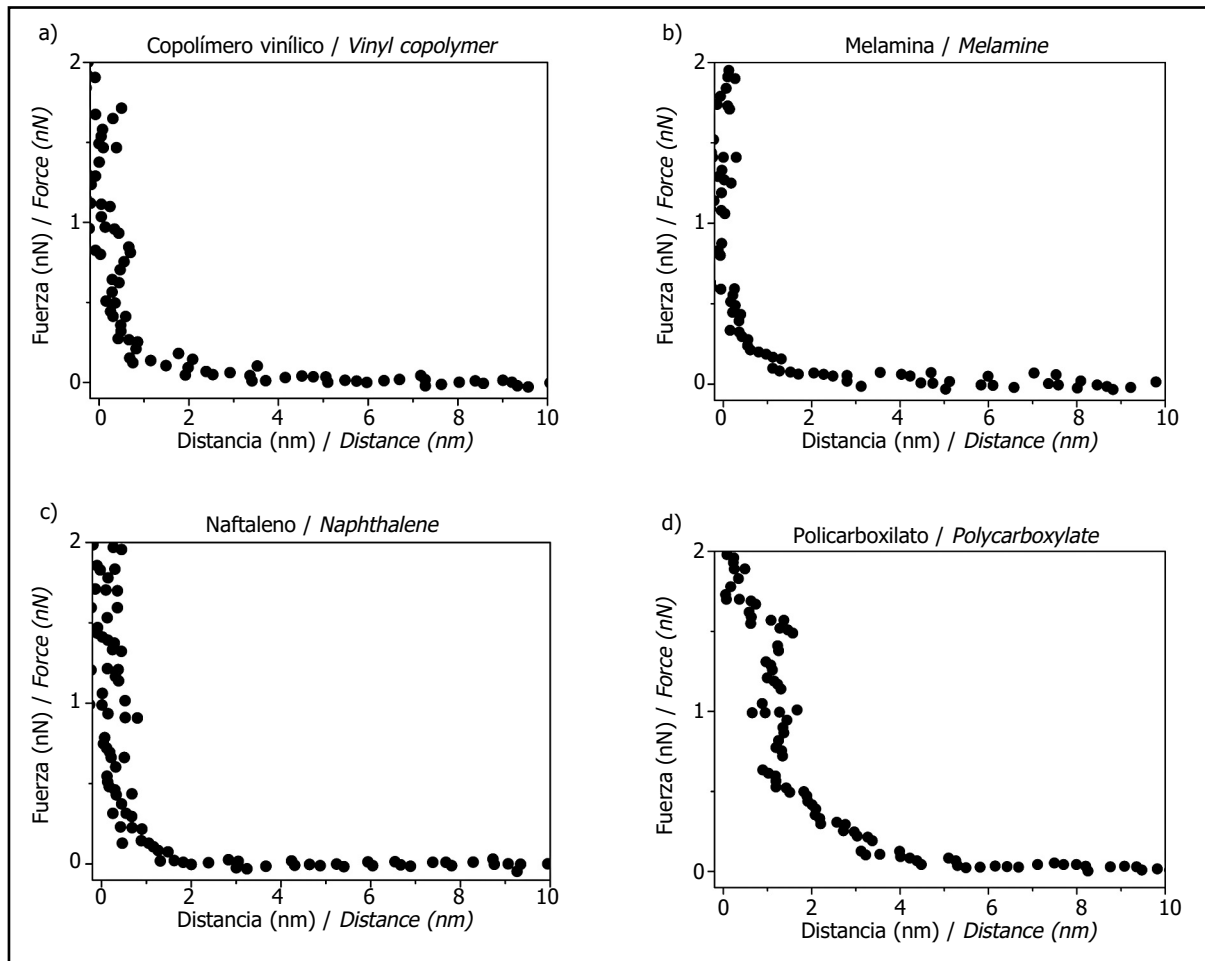 a)
Copolímero vinílico / Vinyl copolymer
2
1
0
Fuerza (nN) / Force (nN)
0 2 4 6 8 10
Distancia (nm) / Distance (nm)
b)
Melamina / Melamine
2
1
0
Fuerza (nN) / Force (nN)
0 2 4 6 8 10
Distancia (nm) / Distance (nm)
c)
Naftaleno / Naphthalene
2
1
0
Fuerza (nN) / Force (nN)
0 2 4 6 8 10
Distancia (nm) / Distance (nm)
d)
Policarboxilato / Polycarboxylate
2
1
0
Fuerza (nN) / Force (nN)
0 2 4 6 8 10
Distancia (nm) / Distance (nm)